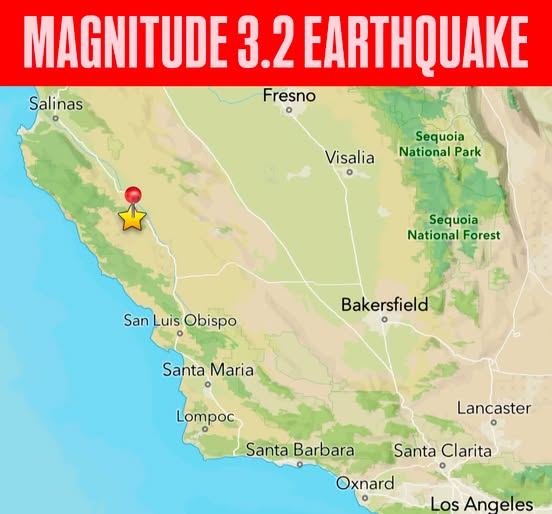 MAGNITUDE 3.2 EARTHQUAKE
Salinas
Fresno
Sequoia
National Park
Visalia
Sequoia
National Forest
Bakersfield
San Luis Obispo
Santa Maria
Lompoc
Lancaster
Santa Barbara
Santa Clarita
Oxnard
Los Angeles